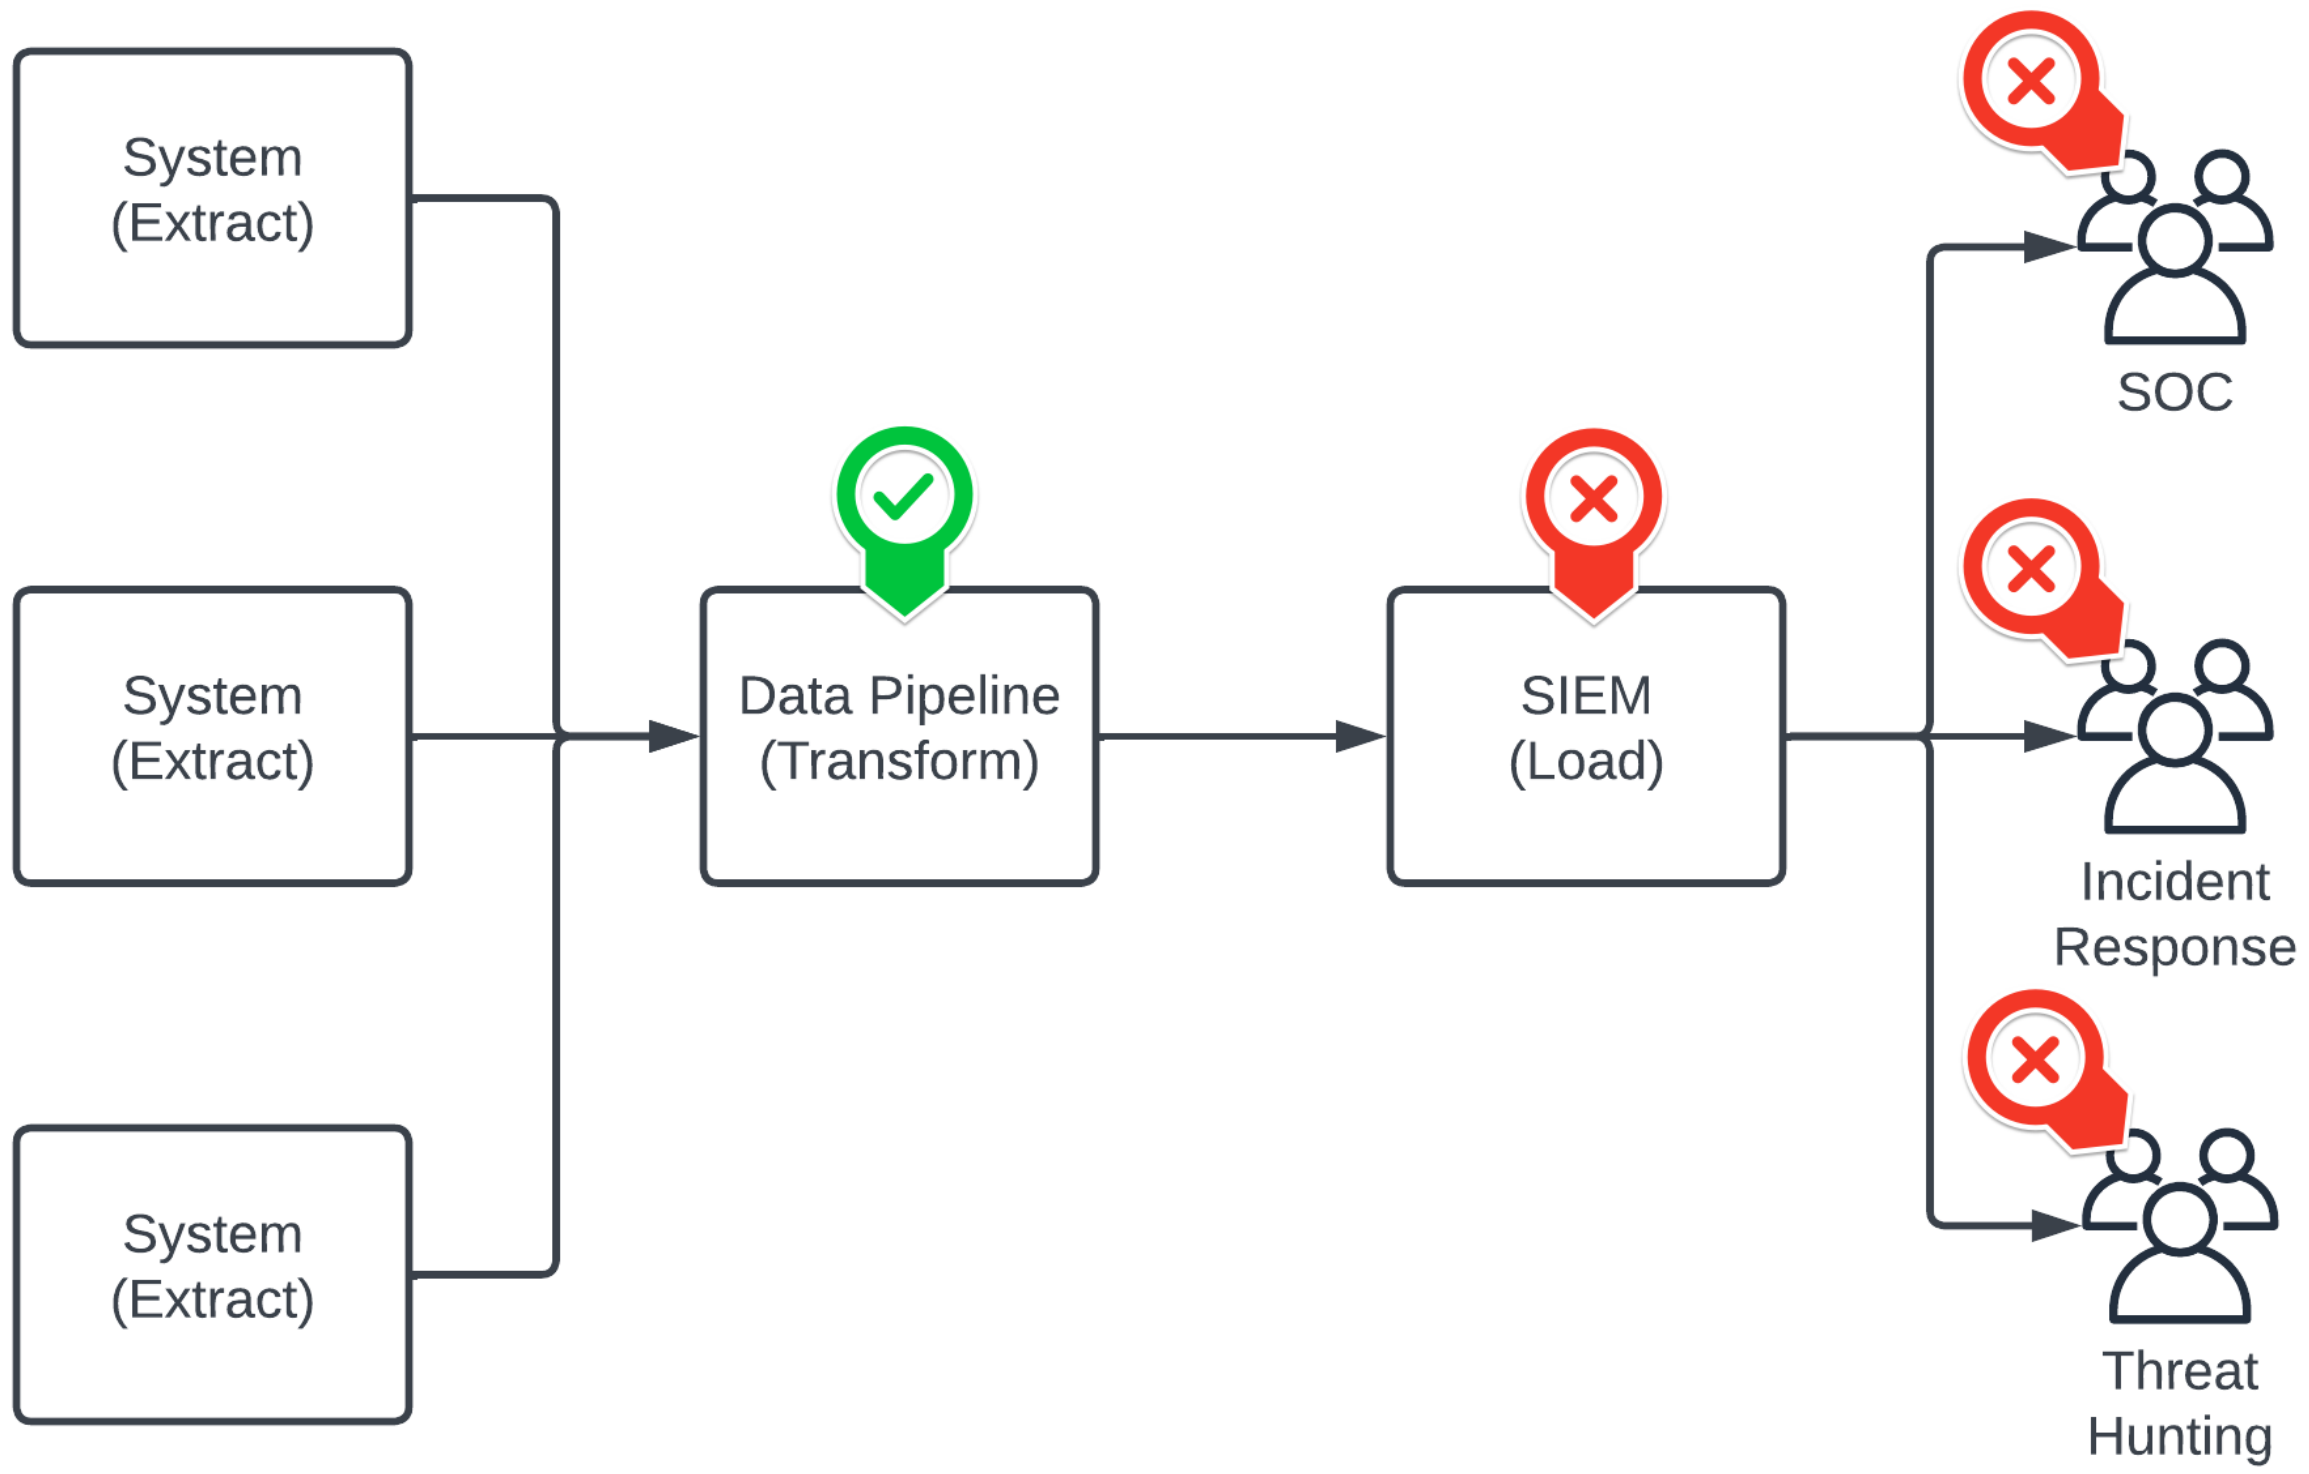 System
(Extract)
System
(Extract)
System
(Extract)
Data Pipeline
(Transform)
SIEM
(Load)
SOC
Incident
Response
Threat
Hunting